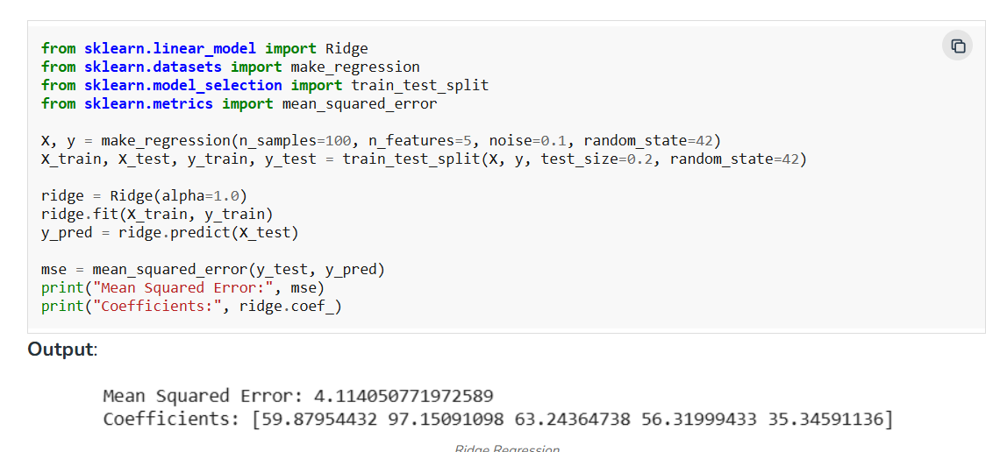 from sklearn.linear_model import Ridge
from sklearn.datasets import make_regression
from sklearn.model_selection import train_test_split
from sklearn.metrics import mean_squared_error
X, y = make_regression(n_samples=100, n_features=5, noise=0.1, random_state=42)
X_train, X_test, y_train, y_test = train_test_split(X, y, test_size=0.2, random_state=42)
ridge = Ridge(alpha=1.0)
ridge.fit(X_train, y_train)
y_pred = ridge.predict(X_test)
mse = mean_squared_error(y_test, y_pred)
print("Mean Squared Error:", mse)
print("Coefficients:", ridge.coef_)
Output:
Mean Squared Error: 4.114050771972589
Coefficients: [59.87954432 97.15091098 63.24364738 56.31999433 35.34591136]
Ridge Regression